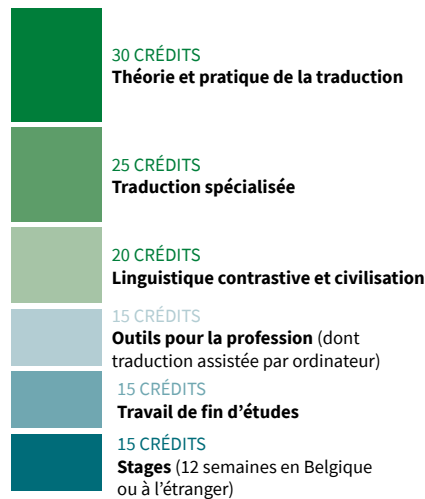 30 CRÉDITS
Théorie et pratique de la traduction
25 CRÉDITS
Traduction spécialisée
20 CRÉDITS
Linguistique contrastive et civilisation
15 CRÉDITS
Outils pour la profession (dont
traduction assistée par ordinateur)
15 CRÉDITS
Travail de fin d’études
15 CRÉDITS
Stages (12 semaines en Belgique
ou à l’étranger)